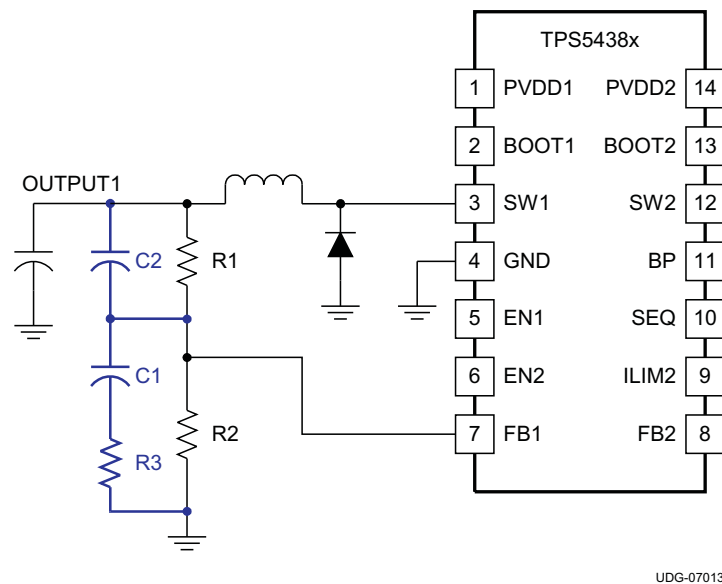 TPS5438x
1 PVDD1 PVDD2 14
2 BOOT1 BOOT2 13
OUTPUT1
3 SW1 SW2 12
C2 R1
4 GND BP 11
5 EN1 SEQ 10
C1
6 EN2 ILIM2 9
R2
7 FB1 FB2 8
R3
UDG-07013